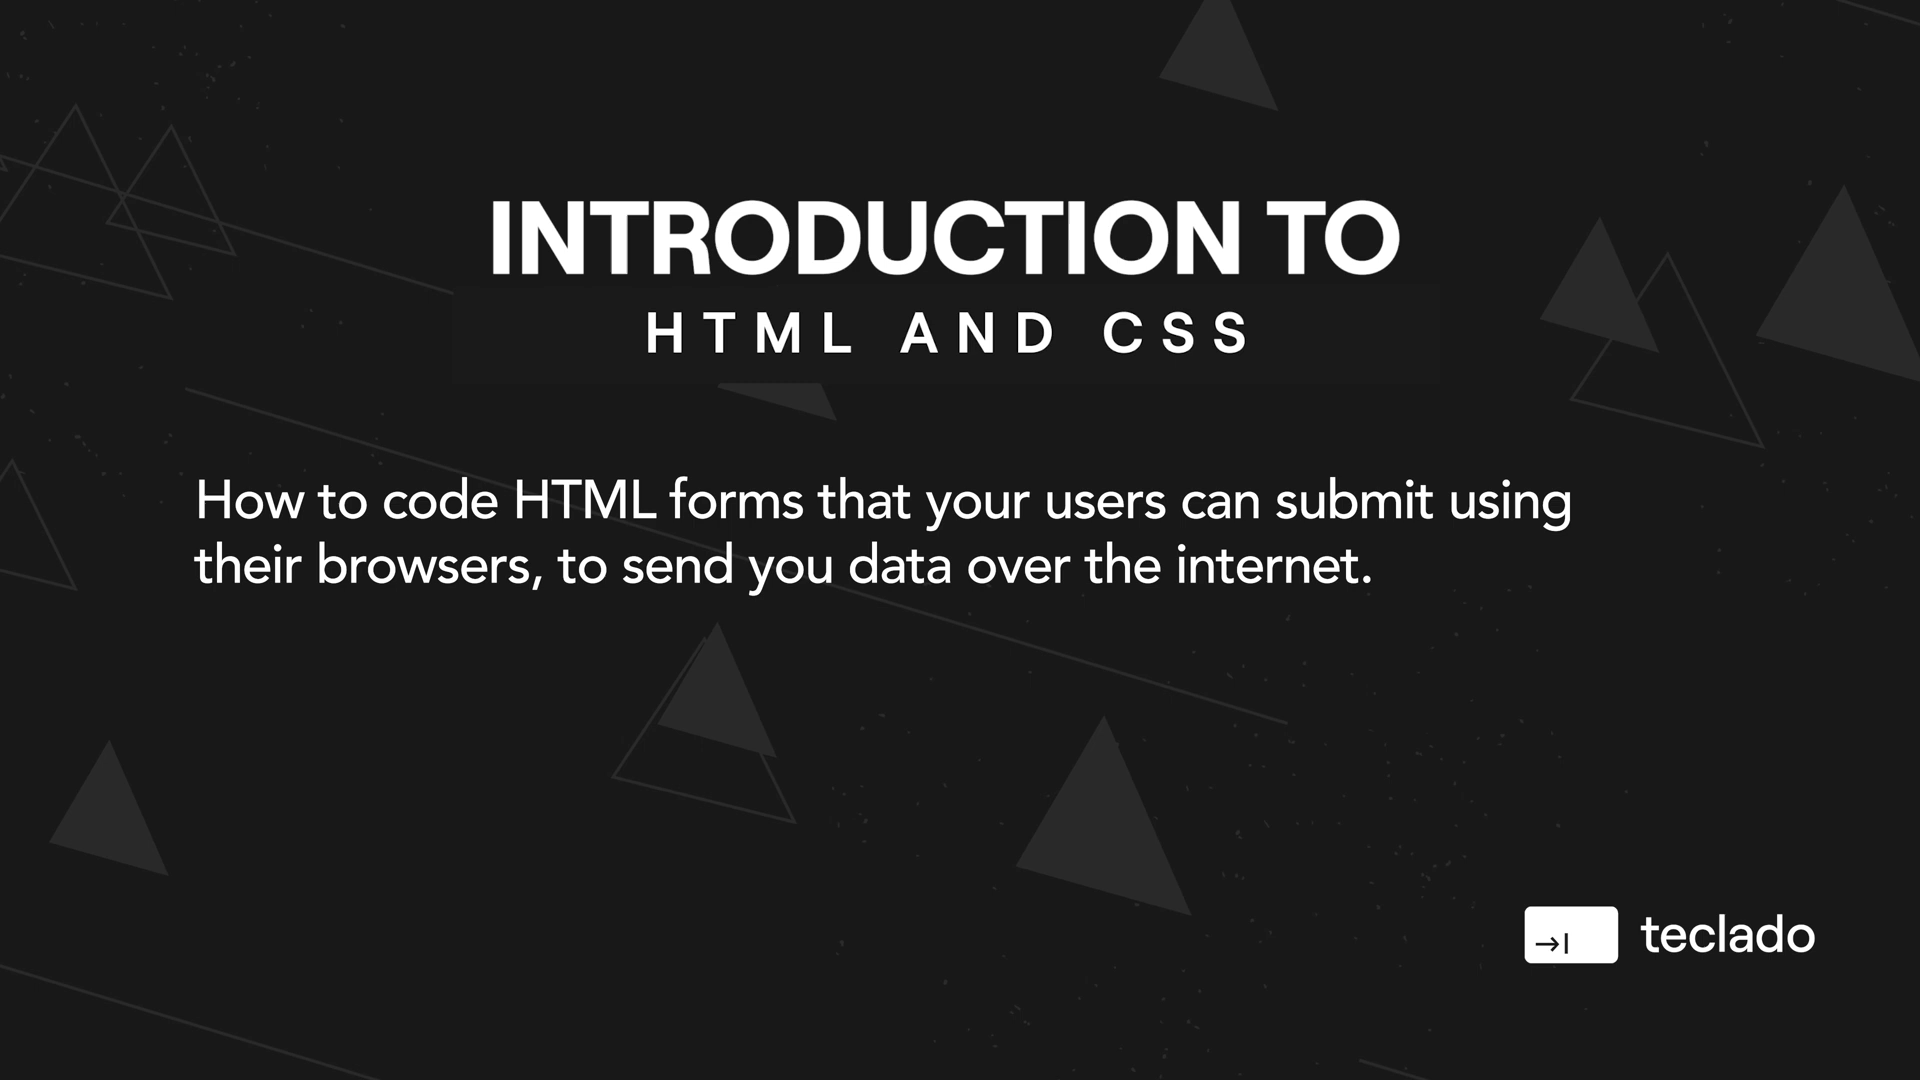 INTRODUCTION TO
HTML AND CSS
How to code HTML forms that your users can submit using
their browsers, to send you data over the internet.
teclado